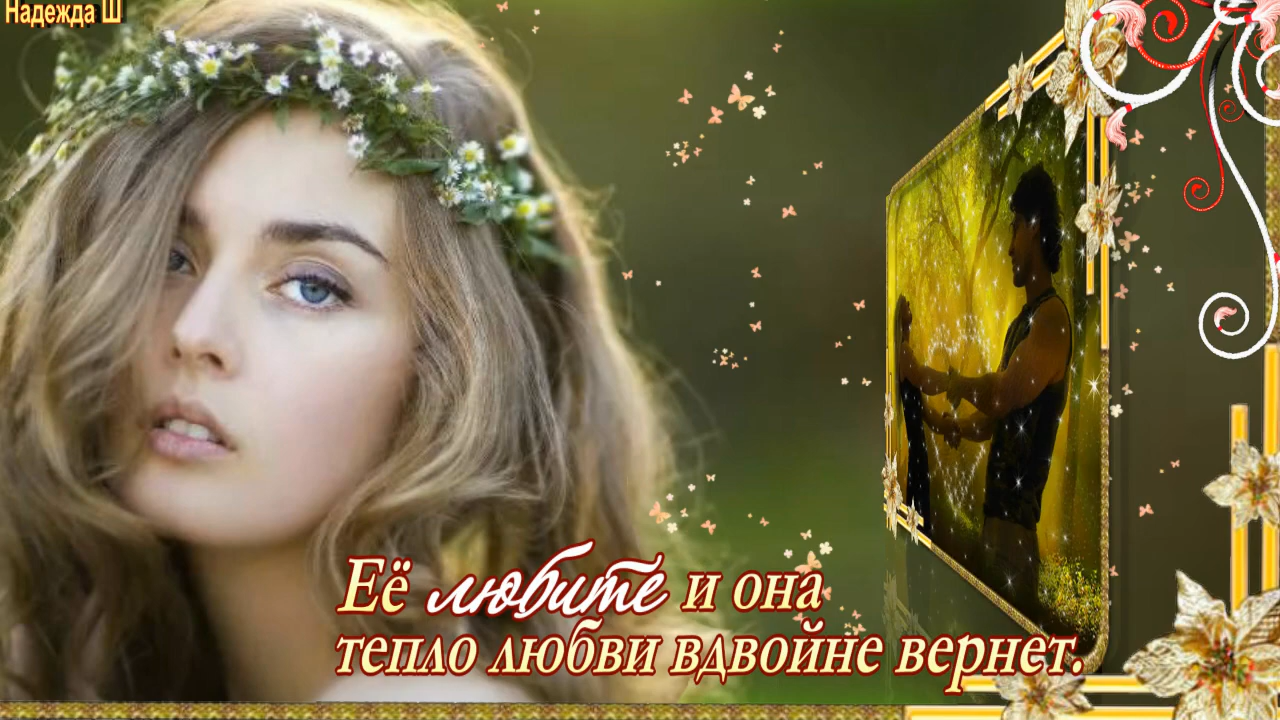 Надежда Ш
Её любите и она
тепло любви вдвойне вернет.